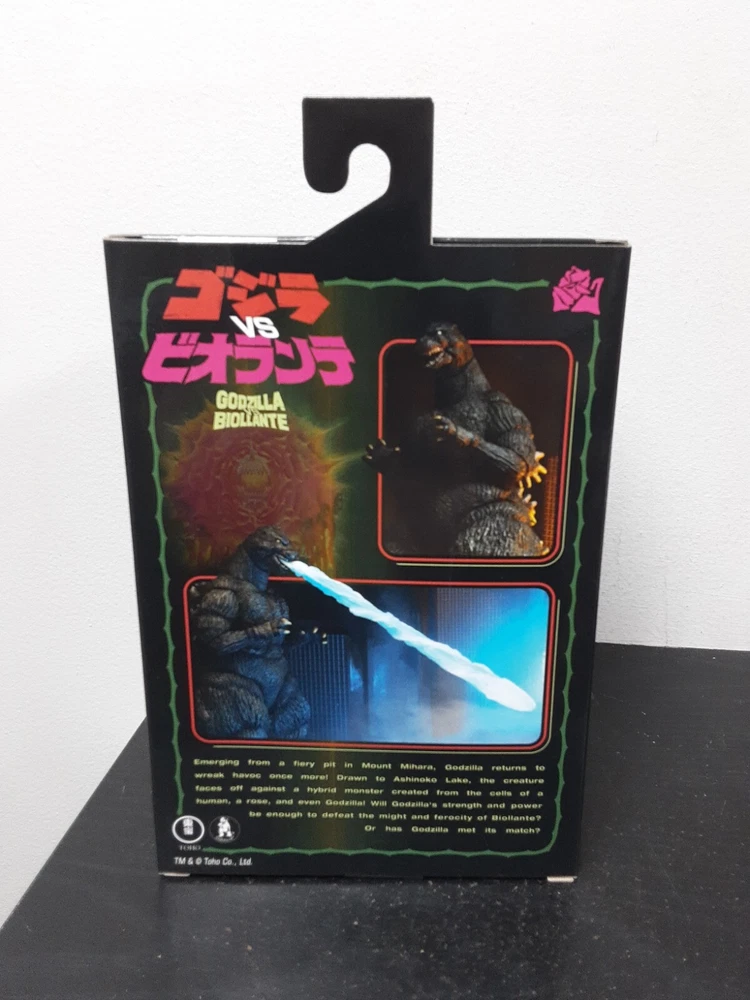 ゴジラ
VS
ビオランテ
GODZILLA
VS
BIOLLANTE
Emerging from a fiery pit in Mount Mihara, Godzilla returns to
wreak havoc once more! Drawn to Ashinoko Lake, the creature
faces off against a hybrid monster created from the cells of a
human, a rose, and even Godzilla! Will Godzilla's strength and power
be enough to defeat the might and ferocity of Biollante?
Or has Godzilla met its match?
東宝
TOHO
TM & © Toho Co., Ltd.